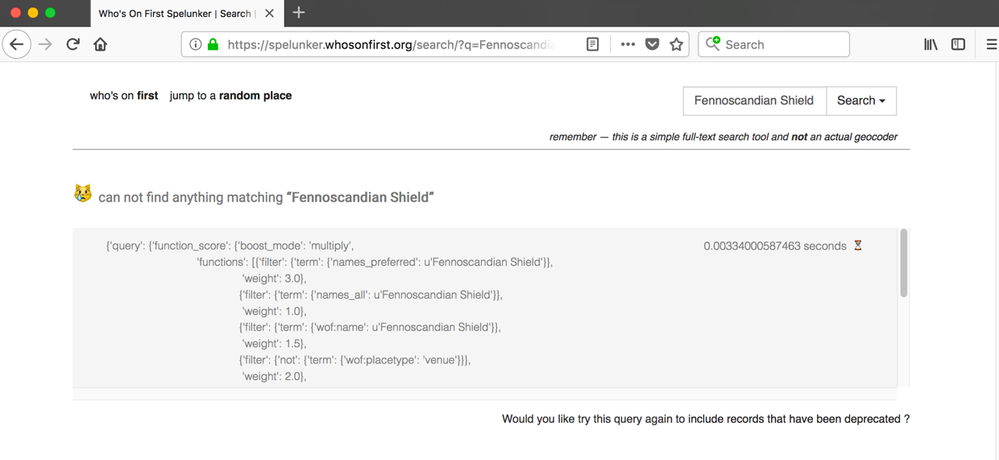 Who's On First Spelunker | Search |
https://spelunker.whosonfirst.org/search/?q=Fennoscandia
Search
who's on first jump to a random place
Fennoscandian Shield Search
remember — this is a simple full-text search tool and not an actual geocoder
can not find anything matching “Fennoscandian Shield”
{'query': {'function_score': {'boost_mode': 'multiply',
0.00334000587463 seconds
'functions': [{'filter': {'term': {'names_preferred': u'Fennoscandian Shield'}},
'weight': 3.0},
{'filter': {'term': {'names_all': u'Fennoscandian Shield'}},
'weight': 1.0},
{'filter': {'term': {'wof:name': u'Fennoscandian Shield'}},
'weight': 1.5},
{'filter': {'not': {'term': {'wof:placetype': 'venue'}}},
'weight': 2.0},
Would you like try this query again to include records that have been deprecated ?